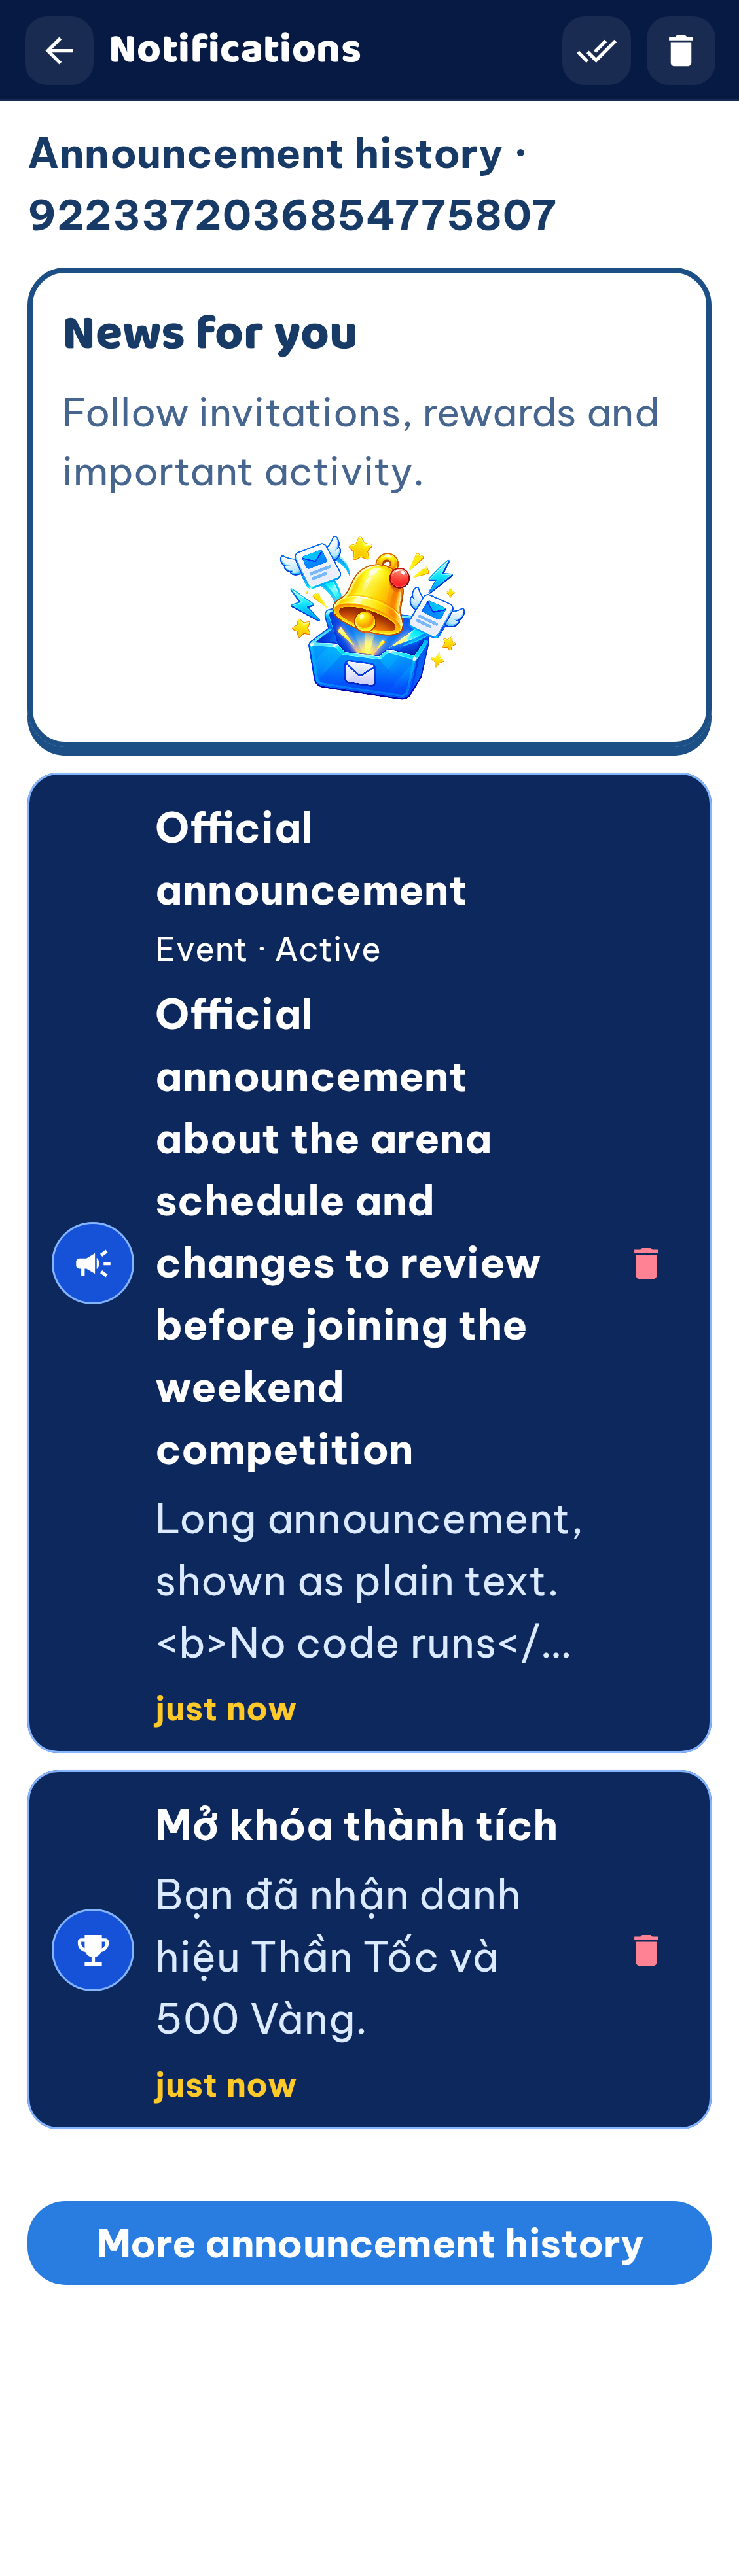 Notifications
Announcement history ·
9223372036854775807
News for you
Follow invitations, rewards and
important activity.
Official
announcement
Event · Active
Official
announcement
about the arena
schedule and
changes to review
before joining the
weekend
competition
Long announcement,
shown as plain text.
<b>No code runs</...
just now
Mở khóa thành tích
Bạn đã nhận danh
hiệu Thần Tốc và
500 Vàng.
just now
More announcement history